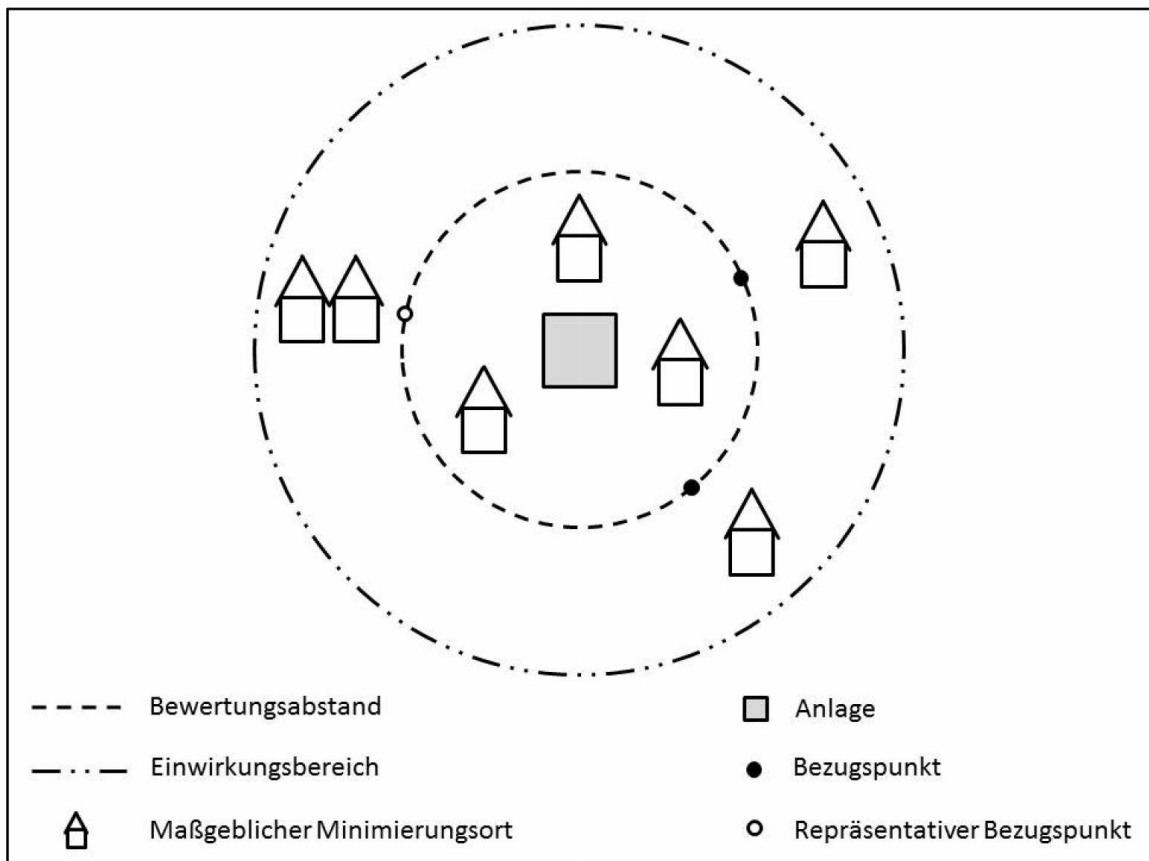 Bewertungsabstand
Einwirkungsbereich
Maßgeblicher Minimierungsort
Anlage
Bezugspunkt
Repräsentativer Bezugspunkt